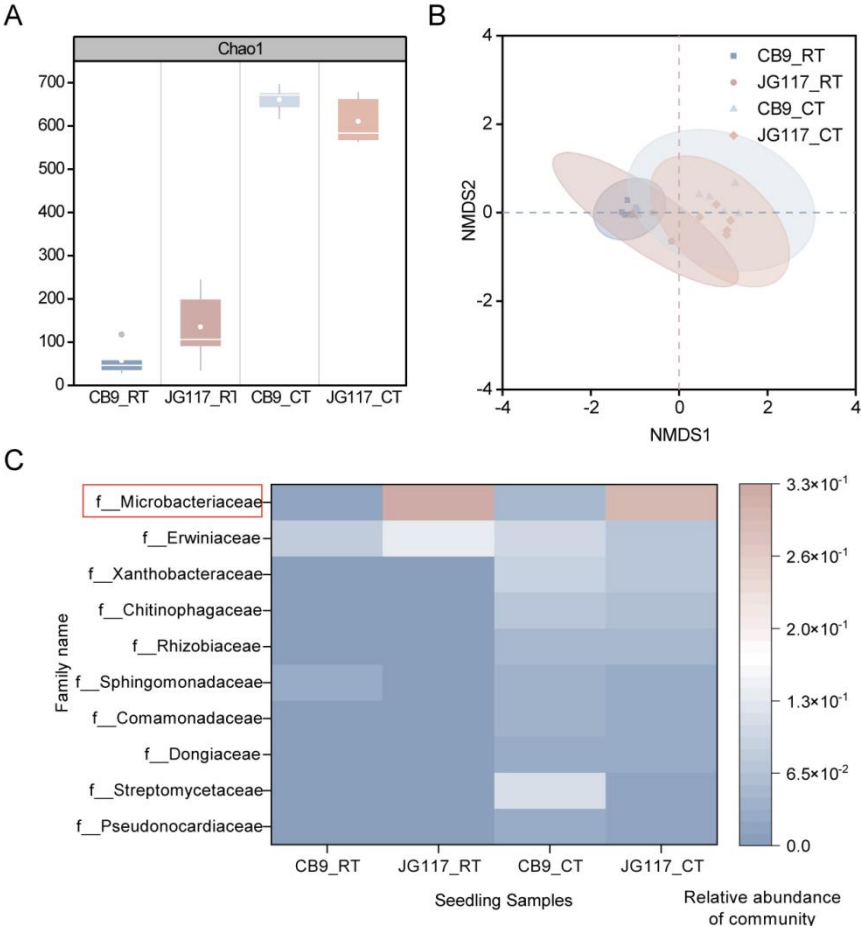 A
Chao1
700
600
500
400
300
200
100
0
CB9_RT
JG117_RT
CB9_CT
JG117_CT
B
4
2
0
-2
-4
NMDS2
-4
-2
0
2
4
NMDS1
CB9_RT
JG117_RT
CB9_CT
JG117_CT
C
Family name
f__Microbacteriaceae
f__Erwiniaceae
f__Xanthobacteraceae
f__Chitinophagaceae
f__Rhizobiaceae
f__Sphingomonadaceae
f__Comamonadaceae
f__Dongiaceae
f__Streptomycetaceae
f__Pseudonocardiaceae
CB9_RT
JG117_RT
CB9_CT
JG117_CT
Seedling Samples
3.3×10⁻¹
2.6×10⁻¹
2.0×10⁻¹
1.3×10⁻¹
6.5×10⁻²
0.0
Relative abundance
of community